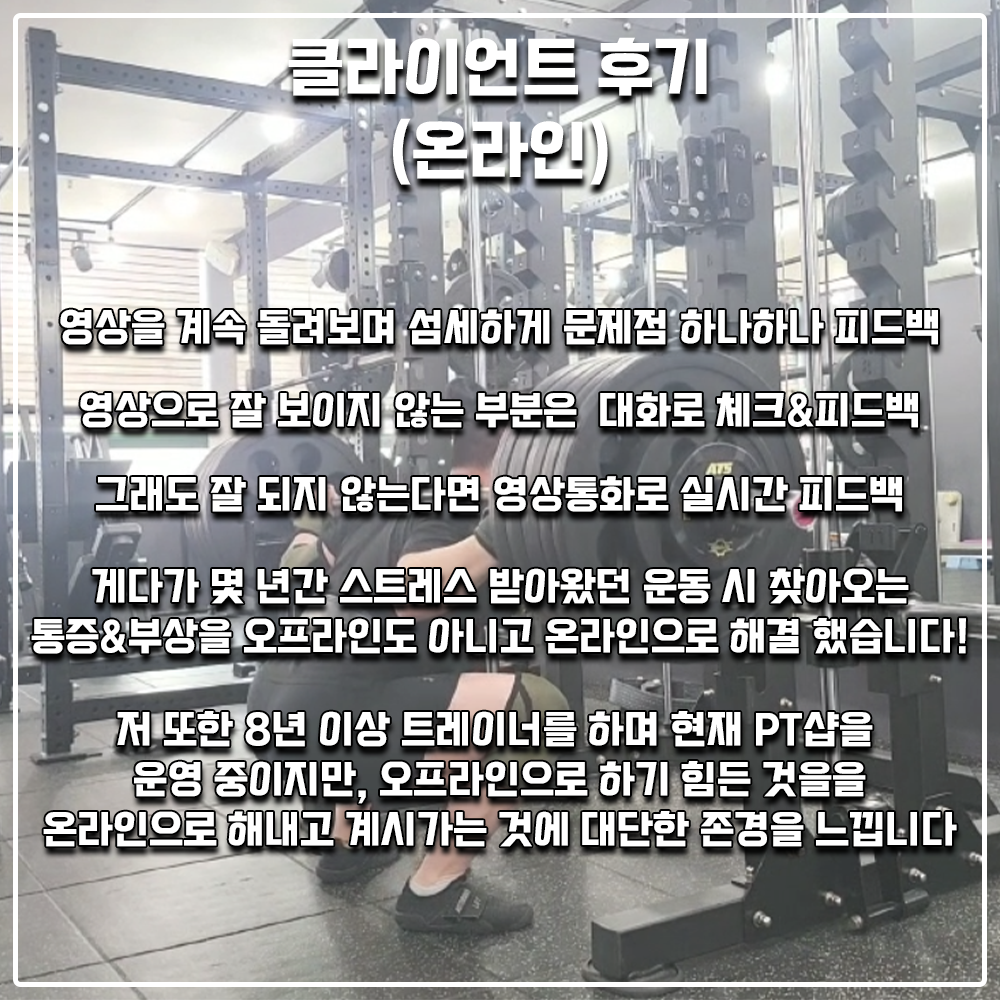 클라이언트 후기
(온라인)
영상을 계속 돌려보며 섬세하게 문제점 하나하나 피드백
영상으로 잘 보이지 않는 부분은 대화로 체크&피드백
그래도 잘 되지 않는다면 영상통화로 실시간 피드백
ATS
게다가 몇 년간 스트레스 받아왔던 운동 시 찾아오는
통증&부상을 오프라인도 아니고 온라인으로 해결 했습니다!
저 또한 8년 이상 트레이너를 하며 현재 PT샵을
운영 중이지만, 오프라인으로 하기 힘든 것을을
온라인으로 해내고 계시가는 것에 대단한 존경을 느낍니다